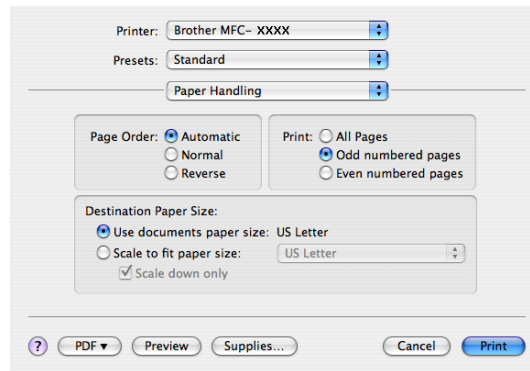 Printer: Brother MFC- XXXX
Presets: Standard
Paper Handling
Page Order: Automatic
Normal
Reverse
Print: All Pages
Odd numbered pages
Even numbered pages
Destination Paper Size:
Use documents paper size: US Letter
Scale to fit paper size: US Letter
Scale down only
? PDF ▼ Preview Supplies... Cancel Print